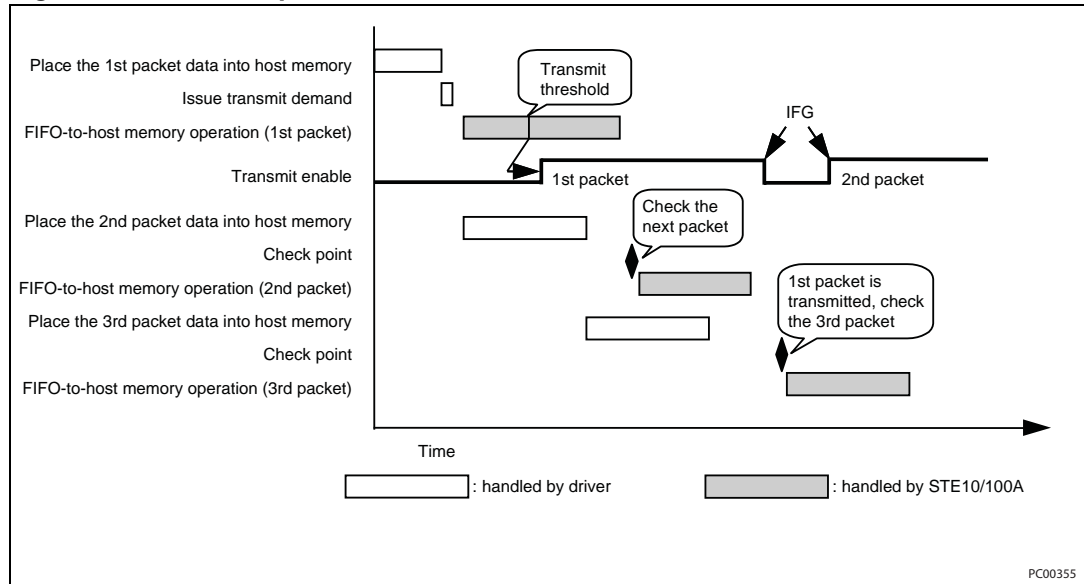 Place the 1st packet data into host memory
Issue transmit demand
FIFO-to-host memory operation (1st packet)
Transmit enable
Place the 2nd packet data into host memory
Check point
FIFO-to-host memory operation (2nd packet)
Place the 3rd packet data into host memory
Check point
FIFO-to-host memory operation (3rd packet)
Transmit
threshold
IFG
1st packet
2nd packet
Check the
next packet
1st packet is
transmitted, check
the 3rd packet
Time
: handled by driver
: handled by STE10/100A
PC00355